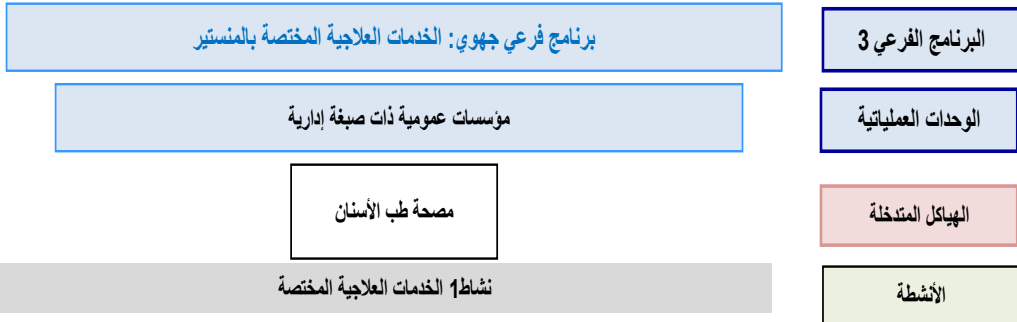 البرنامج الفرعي 3
برنامج فرعي جهوي: الخدمات العلاجية المختصة بالمنستير
الوحدات العملياتية
مؤسسات عمومية ذات صبغة إدارية
الهياكل المتدخلة
مصحة طب الأسنان
الأنشطة
نشاط1 الخدمات العلاجية المختصة